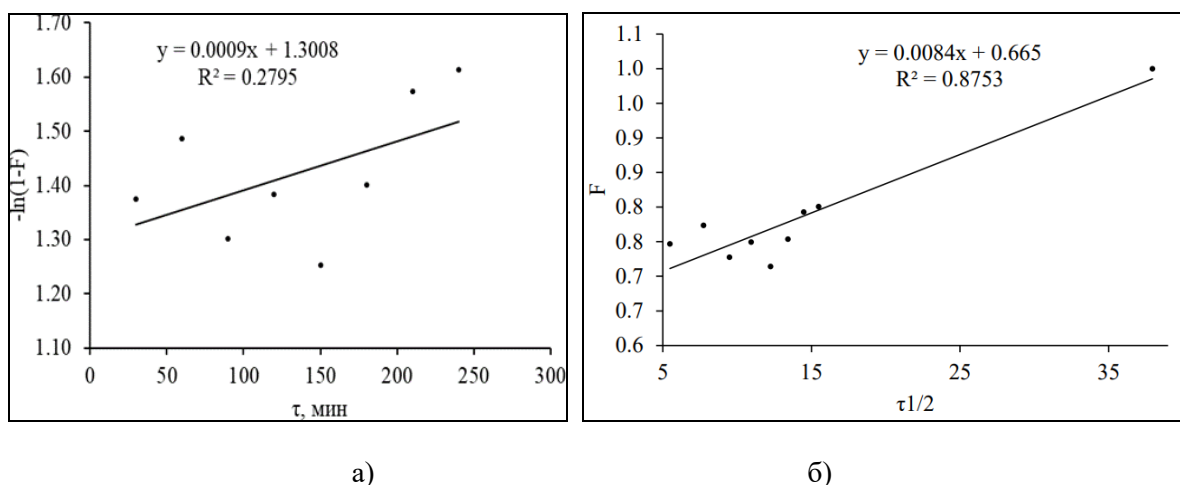 1.70
y = 0.0009x + 1.3008
R² = 0.2795
1.60
1.50
1.40
1.30
1.20
1.10
-ln(1-F)
0 50 100 150 200 250 300
τ, мин
а)
1.1
y = 0.0084x + 0.665
R² = 0.8753
1.0
1.0
0.9
0.9
0.8
0.8
0.7
0.7
0.6
F
5 15 25 35
τ1/2
б)